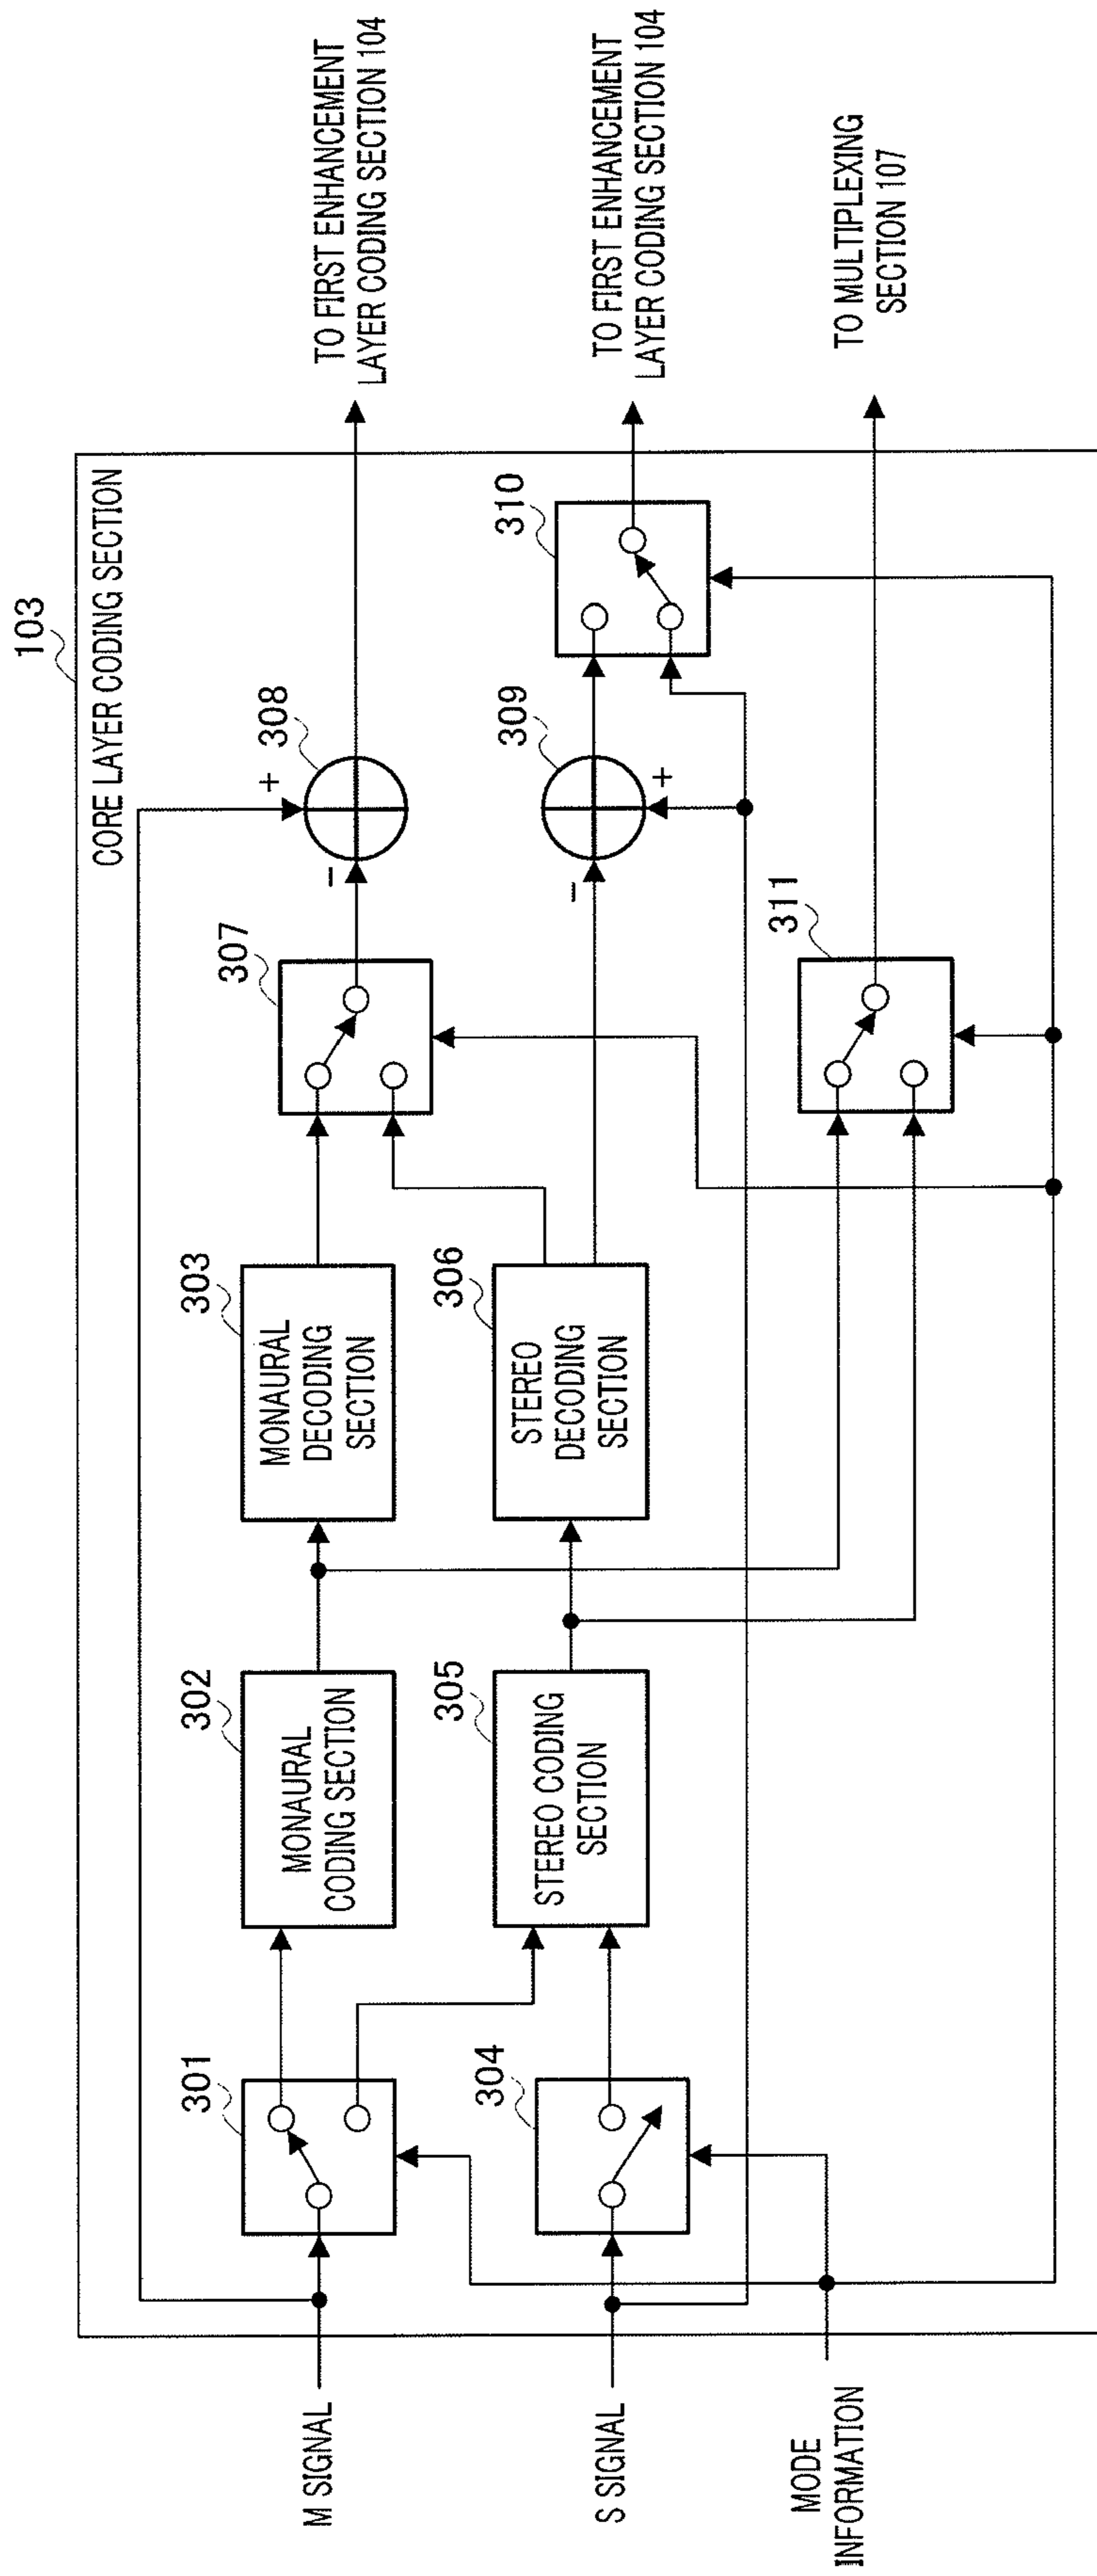 103
CORE LAYER CODING SECTION
M SIGNAL
S SIGNAL
MODE
INFORMATION
301
302
MONAURAL
CODING SECTION
303
MONAURAL
DECODING
SECTION
304
305
STEREO CODING
SECTION
306
STEREO
DECODING
SECTION
307
308
+
−
309
+
−
310
311
TO FIRST ENHANCEMENT
LAYER CODING SECTION 104
TO FIRST ENHANCEMENT
LAYER CODING SECTION 104
TO MULTIPLEXING
SECTION 107